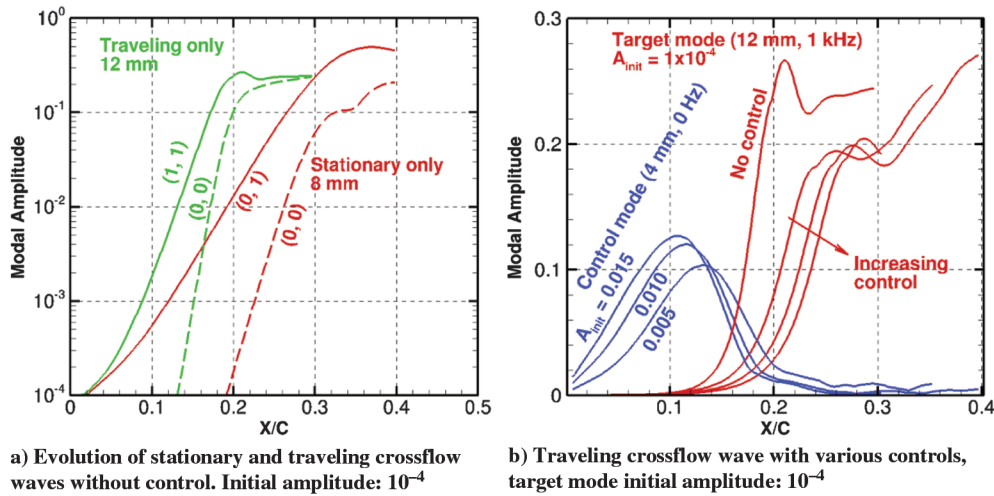 10⁰
10⁻¹
10⁻²
10⁻³
10⁻⁴
Modal Amplitude
Traveling only
12 mm
(1, 1)
(0, 0)
(0, 1)
(0, 0)
Stationary only
8 mm
0 0.1 0.2 0.3 0.4 0.5
X/C
a) Evolution of stationary and traveling crossflow
waves without control. Initial amplitude: 10⁻⁴
0.3
0.2
0.1
0
Modal Amplitude
Target mode (12 mm, 1 kHz)
A_init = 1x10⁻⁴
Control mode (4 mm, 0 Hz)
A_init = 0.015
0.010
0.005
No control
Increasing
control
0.1 0.2 0.3 0.4
X/C
b) Traveling crossflow wave with various controls,
target mode initial amplitude: 10⁻⁴